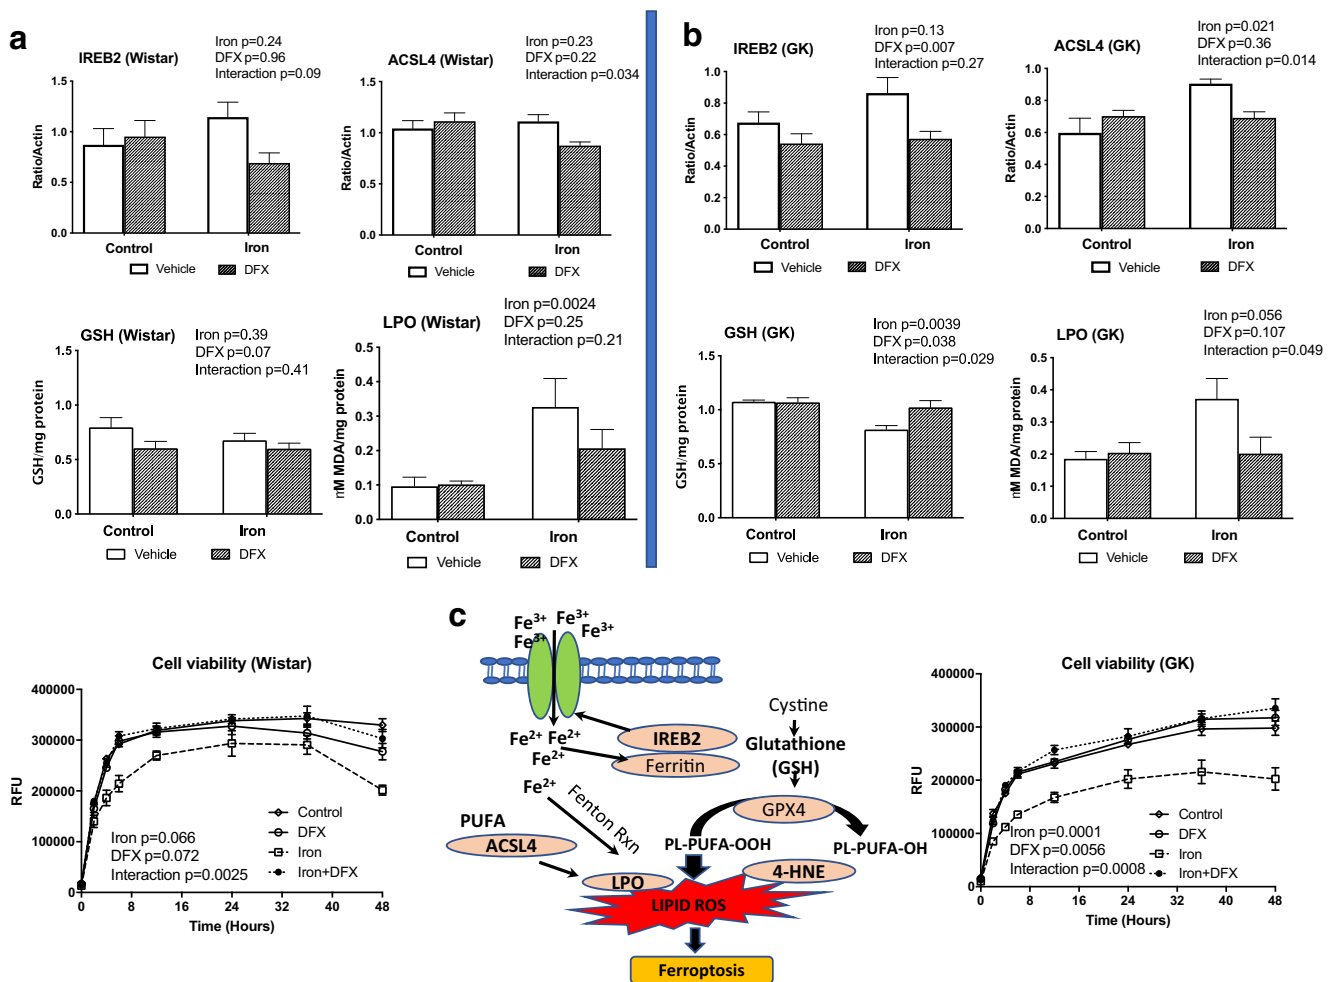 a
IREB2 (Wistar)
Iron p=0.24
DFX p=0.96
Interaction p=0.09
Ratio/Actin
1.5
1.0
0.5
0.0
Control
Iron
Vehicle
DFX
ACSL4 (Wistar)
Iron p=0.23
DFX p=0.22
Interaction p=0.034
Ratio/Actin
1.5
1.0
0.5
0.0
Control
Iron
Vehicle
DFX
GSH (Wistar)
Iron p=0.39
DFX p=0.07
Interaction p=0.41
GSH/mg protein
1.5
1.0
0.5
0.0
Control
Iron
Vehicle
DFX
LPO (Wistar)
Iron p=0.0024
DFX p=0.25
Interaction p=0.21
nM MDA/mg protein
0.5
0.4
0.3
0.2
0.1
0.0
Control
Iron
Vehicle
DFX
b
IREB2 (GK)
Iron p=0.13
DFX p=0.007
Interaction p=0.27
Ratio/Actin
1.0
0.8
0.6
0.4
0.2
0.0
Control
Iron
Vehicle
DFX
ACSL4 (GK)
Iron p=0.021
DFX p=0.36
Interaction p=0.014
Ratio/Actin
1.0
0.8
0.6
0.4
0.2
0.0
Control
Iron
Vehicle
DFX
GSH (GK)
Iron p=0.0039
DFX p=0.038
Interaction p=0.029
GSH/mg protein
1.5
1.0
0.5
0.0
Control
Iron
Vehicle
DFX
LPO (GK)
Iron p=0.056
DFX p=0.107
Interaction p=0.049
nM MDA/mg protein
0.5
0.4
0.3
0.2
0.1
0.0
Control
Iron
Vehicle
DFX
Cell viability (Wistar)
RFU
400000
300000
200000
100000
0
0 8 16 24 32 40 48
Time (Hours)
Iron p=0.066
DFX p=0.072
Interaction p=0.0025
Control
DFX
Iron
Iron+DFX
c
Fe³⁺
Fe³⁺
Fe³⁺
Fe³⁺
Fe²⁺ Fe²⁺
Fe²⁺
Fe²⁺
IREB2
Ferritin
Cystine
Glutathione
(GSH)
GPX4
Fenton Rxn
PUFA
ACSL4
PL-PUFA-OOH
PL-PUFA-OH
LPO
4-HNE
LIPID ROS
Ferroptosis
Cell viability (GK)
RFU
400000
300000
200000
100000
0
0 8 16 24 32 40 48
Time (Hours)
Iron p=0.0001
DFX p=0.0056
Interaction p=0.0008
Control
DFX
Iron
Iron+DFX